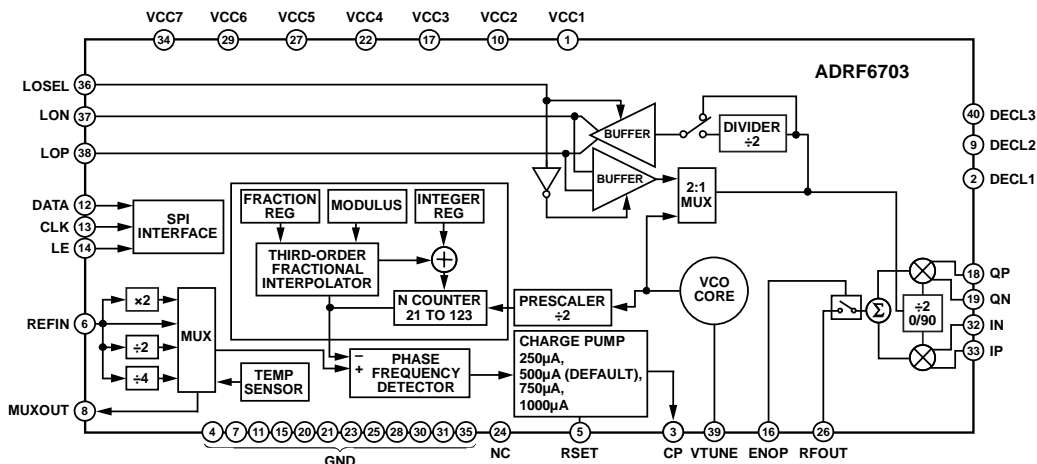 VCC7 VCC6 VCC5 VCC4 VCC3 VCC2 VCC1
34 29 27 22 17 10 1
ADRF6703
LOSEL 36
LON 37
LOP 38
BUFFER
DIVIDER
÷2
BUFFER
2:1
MUX
40 DECL3
9 DECL2
2 DECL1
DATA 12
CLK 13
LE 14
SPI
INTERFACE
FRACTION
REG
MODULUS
INTEGER
REG
THIRD-ORDER
FRACTIONAL
INTERPOLATOR
+
N COUNTER
21 TO 123
PRESCALER
÷2
VCO
CORE
18 QP
19 QN
32 IN
33 IP
Σ
÷2
0/90
REFIN 6
×2
÷2
÷4
MUX
TEMP
SENSOR
−
+
PHASE
FREQUENCY
DETECTOR
CHARGE PUMP
250µA,
500µA (DEFAULT),
750µA,
1000µA
MUXOUT 8
4 7 11 15 20 21 23 25 28 30 31 35 24 5 3 39 16 26
GND NC RSET CP VTUNE ENOP RFOUT